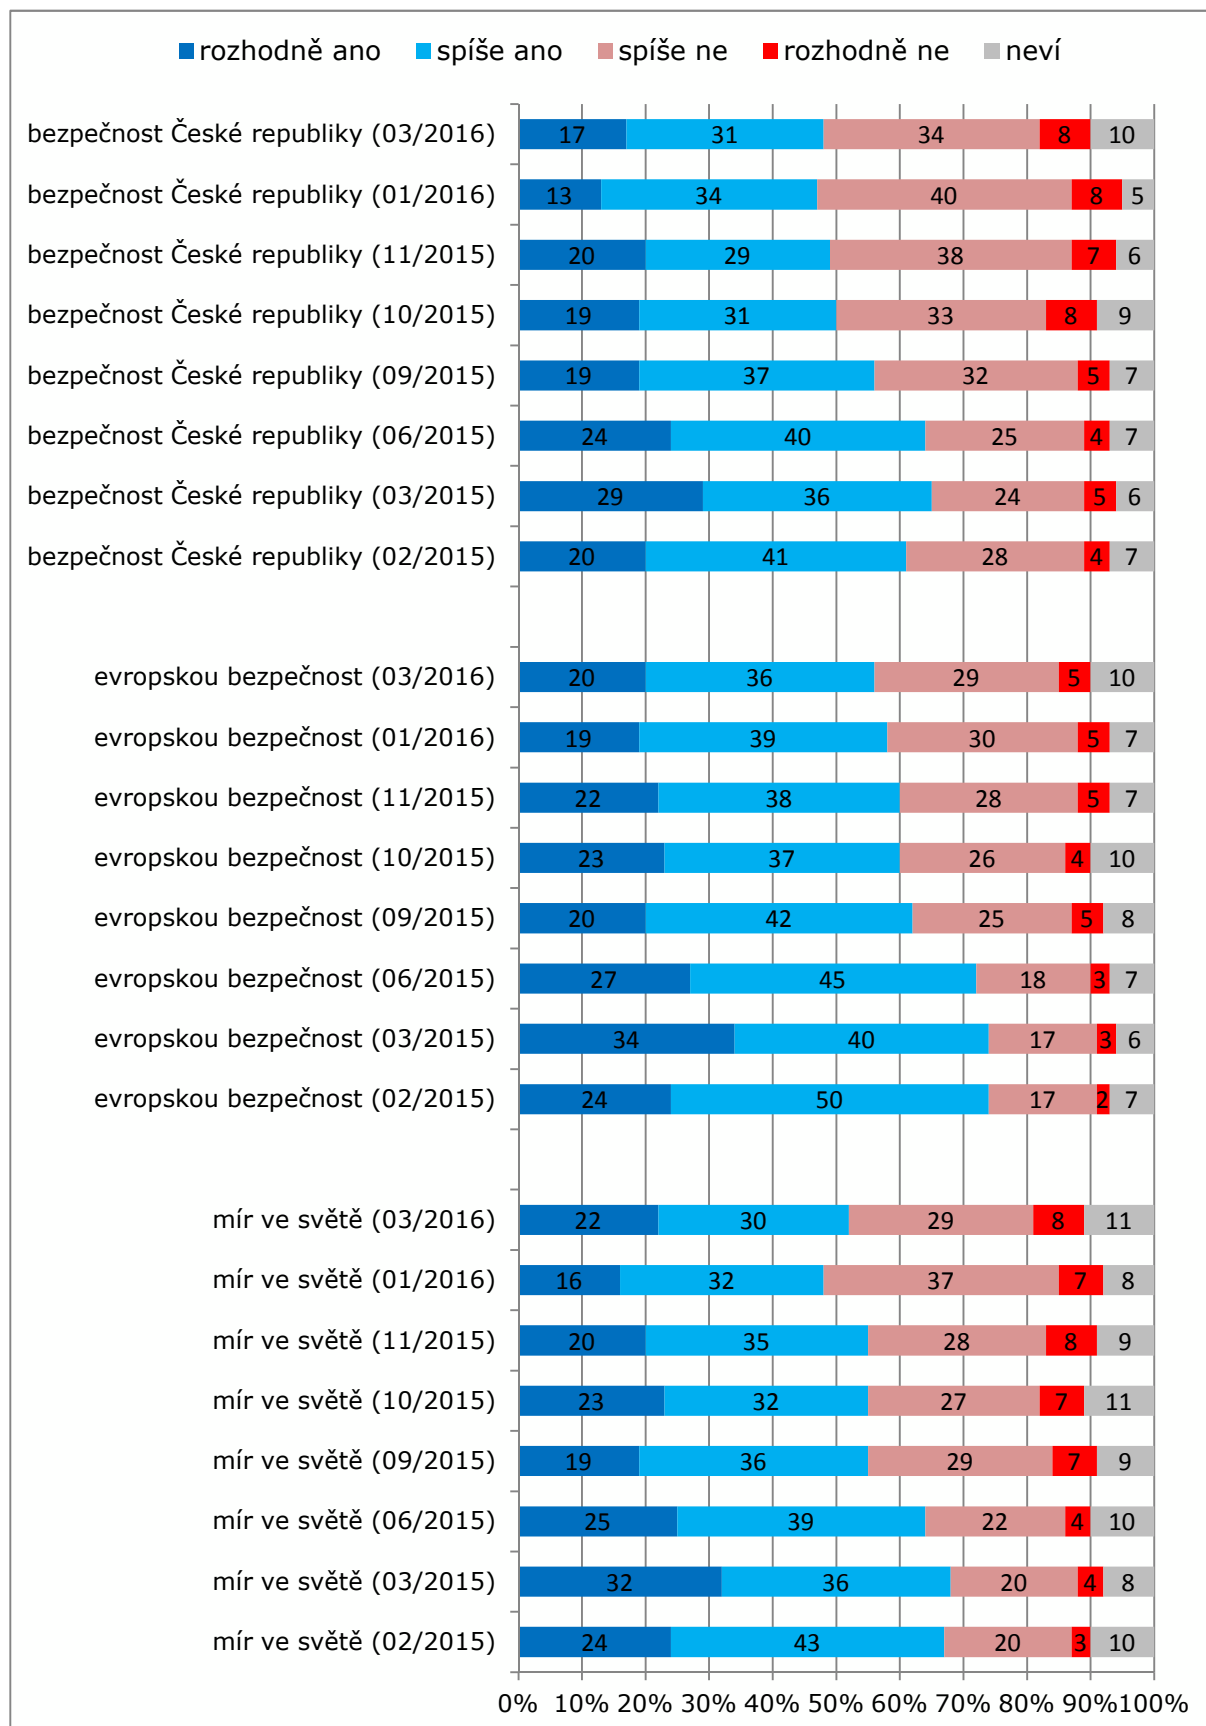 rozhodně ano spíše ano spíše ne rozhodně ne neví
bezpečnost České republiky (03/2016) 17 31 34 8 10
bezpečnost České republiky (01/2016) 13 34 40 8 5
bezpečnost České republiky (11/2015) 20 29 38 7 6
bezpečnost České republiky (10/2015) 19 31 33 8 9
bezpečnost České republiky (09/2015) 19 37 32 5 7
bezpečnost České republiky (06/2015) 24 40 25 4 7
bezpečnost České republiky (03/2015) 29 36 24 5 6
bezpečnost České republiky (02/2015) 20 41 28 4 7
evropskou bezpečnost (03/2016) 20 36 29 5 10
evropskou bezpečnost (01/2016) 19 39 30 5 7
evropskou bezpečnost (11/2015) 22 38 28 5 7
evropskou bezpečnost (10/2015) 23 37 26 4 10
evropskou bezpečnost (09/2015) 20 42 25 5 8
evropskou bezpečnost (06/2015) 27 45 18 3 7
evropskou bezpečnost (03/2015) 34 40 17 3 6
evropskou bezpečnost (02/2015) 24 50 17 2 7
mír ve světě (03/2016) 22 30 29 8 11
mír ve světě (01/2016) 16 32 37 7 8
mír ve světě (11/2015) 20 35 28 8 9
mír ve světě (10/2015) 23 32 27 7 11
mír ve světě (09/2015) 19 36 29 7 9
mír ve světě (06/2015) 25 39 22 4 10
mír ve světě (03/2015) 32 36 20 4 8
mír ve světě (02/2015) 24 43 20 3 10
0% 10% 20% 30% 40% 50% 60% 70% 80% 90% 100%